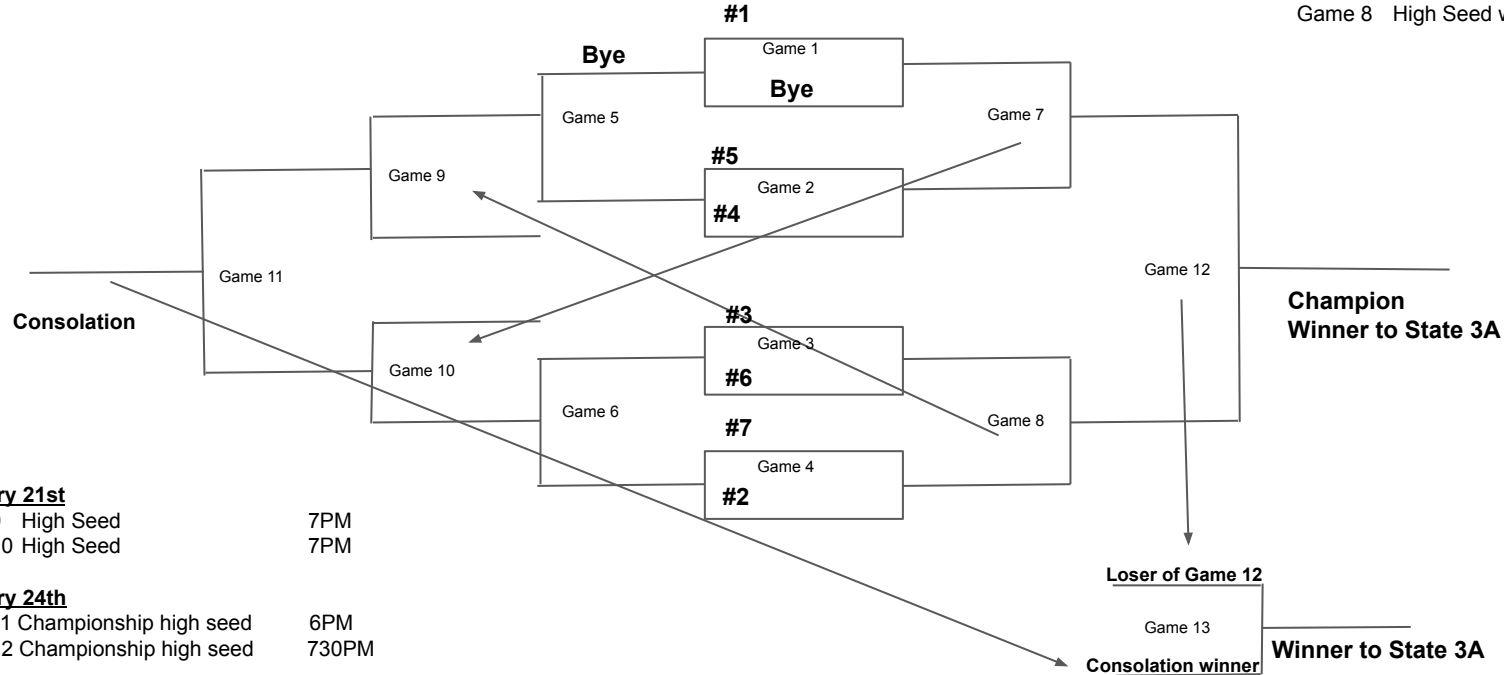 #1
Game 8 High Seed
Bye
Game 1
Bye
Game 5
Game 7
#5
Game 9
Game 2
#4
Game 11
Game 12
Consolation
Champion
Winner to State 3A
#3
Game 3
Game 10
#6
Game 6
Game 8
#7
Game 4
#2
21st
High Seed 7PM
0 High Seed 7PM
24th
1 Championship high seed 6PM
2 Championship high seed 730PM
Loser of Game 12
Game 13
Winner to State 3A
Consolation winner